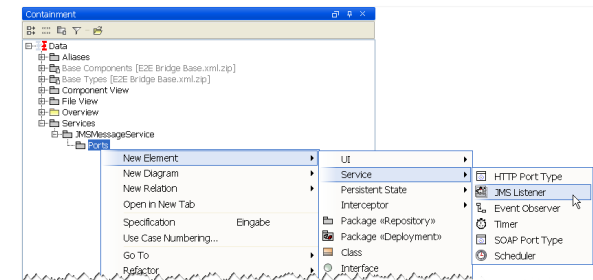 Containment
Data
Aliases
Base Components [E2E Bridge Base.xml.zip]
Base Types [E2E Bridge Base.xml.zip]
Component View
File View
Overview
Services
JMSMessageService
Ports
New Element
New Diagram
New Relation
Open in New Tab
Specification Eingabe
Use Case Numbering...
Go To
Refactor
UI
Service
Persistent State
Interceptor
Package «Repository»
Package «Deployment»
Class
Interface
HTTP Port Type
JMS Listener
Event Observer
Timer
SOAP Port Type
Scheduler